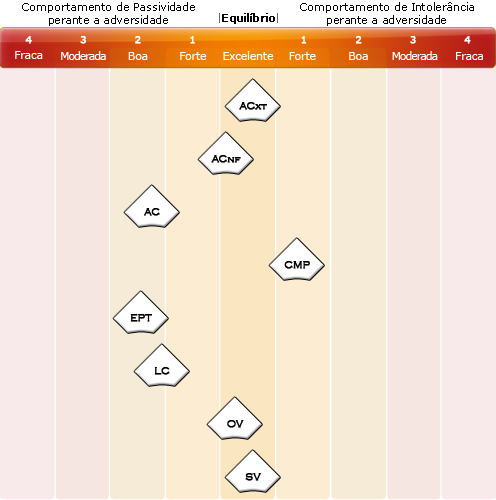 Comportamento de Passividade
perante a adversidade
|Equilíbrio|
Comportamento de Intolerância
perante a adversidade
4 3 2 1 1 2 3 4
Fraca Moderada Boa Forte Excelente Forte Boa Moderada Fraca
ACXT
ACNF
AC
CMP
EPT
LC
OV
SV